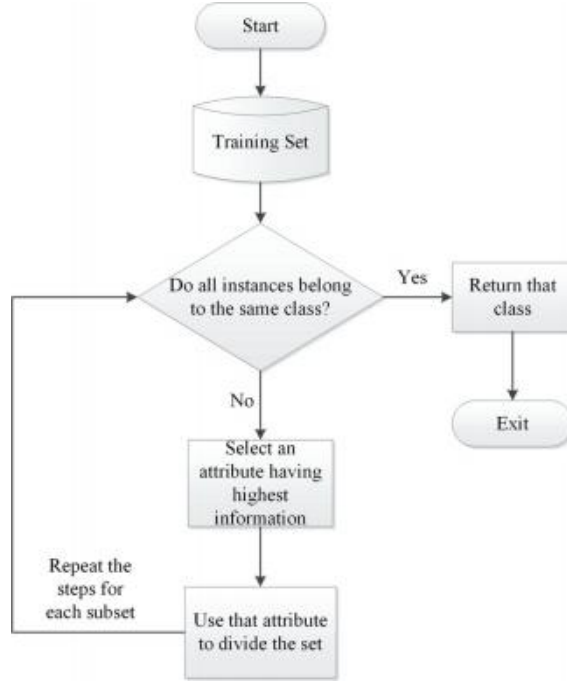 Start
Training Set
Do all instances belong
to the same class?
Yes
Return that
class
No
Exit
Select an
attribute having
highest
information
Repeat the
steps for
each subset
Use that attribute
to divide the set